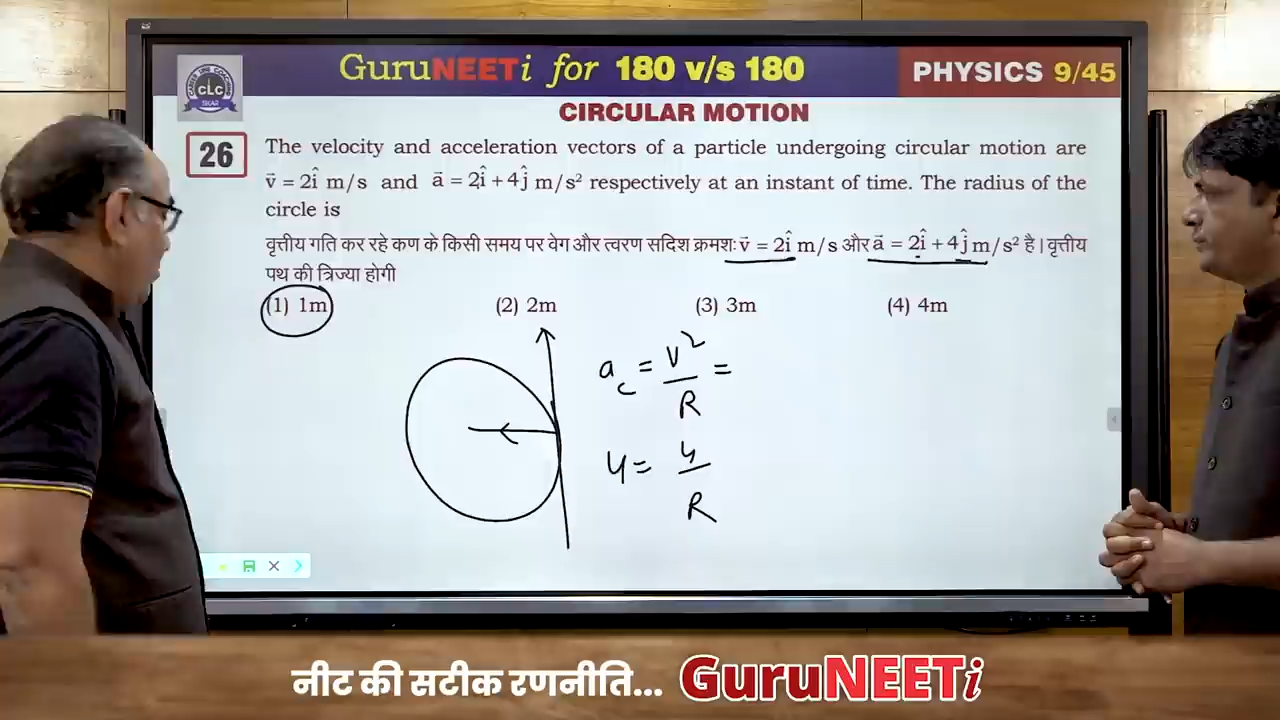 GuruNEETi for 180 v/s 180
PHYSICS 9/45
CLC
SIKAR
CIRCULAR MOTION
26
The velocity and acceleration vectors of a particle undergoing circular motion are
v⃗ = 2î m/s and a⃗ = 2î + 4ĵ m/s² respectively at an instant of time. The radius of the
circle is
वृत्तीय गति कर रहे कण के किसी समय पर वेग और त्वरण सदिश क्रमशः v⃗ = 2î m/s और a⃗ = 2î + 4ĵ m/s² है। वृत्तीय
पथ की त्रिज्या होगी
(1) 1m (2) 2m (3) 3m (4) 4m
a_c = v²/R =
4 = 4/R
नीट की सटीक रणनीति... GuruNEETi